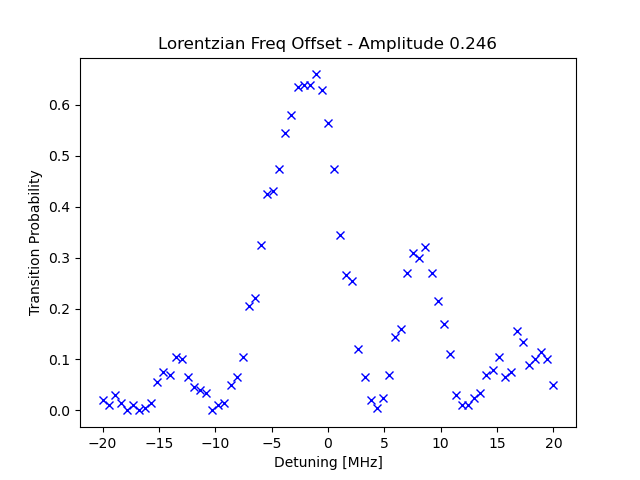 Lorentzian Freq Offset - Amplitude 0.246
Transition Probability
0.6
0.5
0.4
0.3
0.2
0.1
0.0
−20 −15 −10 −5 0 5 10 15 20
Detuning [MHz]